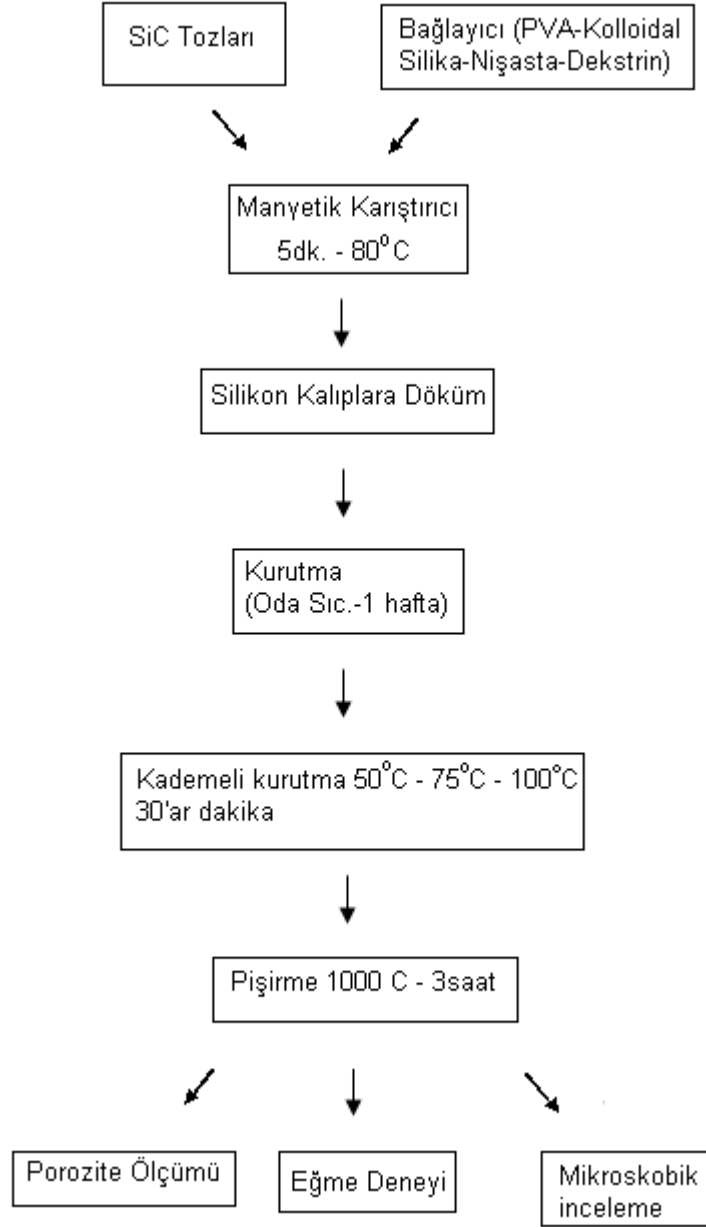 SiC Tozları
Bağlayıcı (PVA-Kolloidal
Silika-Nişasta-Dekstrin)
Manyetik Karıştırıcı
5dk. - 80°C
Silikon Kalıplara Döküm
Kurutma
(Oda Sıc.-1 hafta)
Kademeli kurutma 50°C - 75°C - 100°C
30'ar dakika
Pişirme 1000 C - 3saat
Porozite Ölçümü
Eğme Deneyi
Mikroskobik
inceleme